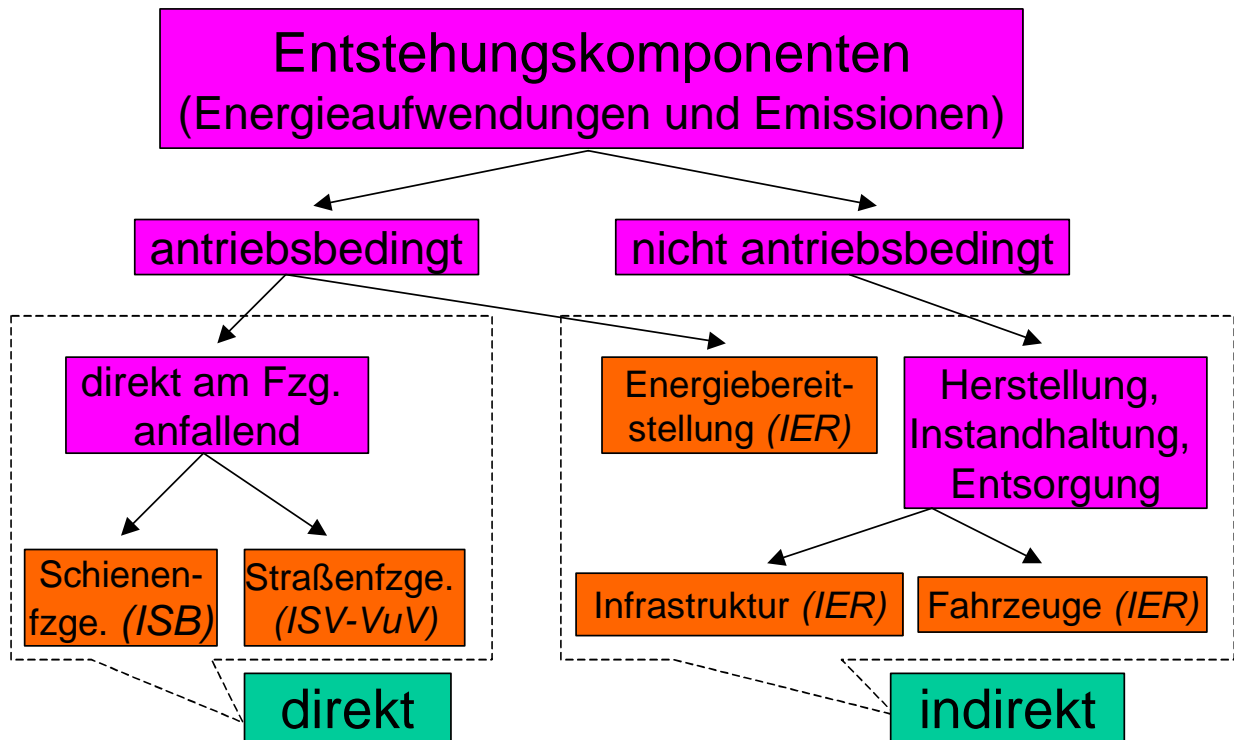 Entstehungskomponenten
(Energieaufwendungen und Emissionen)
antriebsbedingt
nicht antriebsbedingt
direkt am Fzg.
anfallend
Energiebereit-
stellung (IER)
Herstellung,
Instandhaltung,
Entsorgung
Schienen-
fzge. (ISB)
Straßenfzge.
(ISV-VuV)
Infrastruktur (IER)
Fahrzeuge (IER)
direkt
indirekt